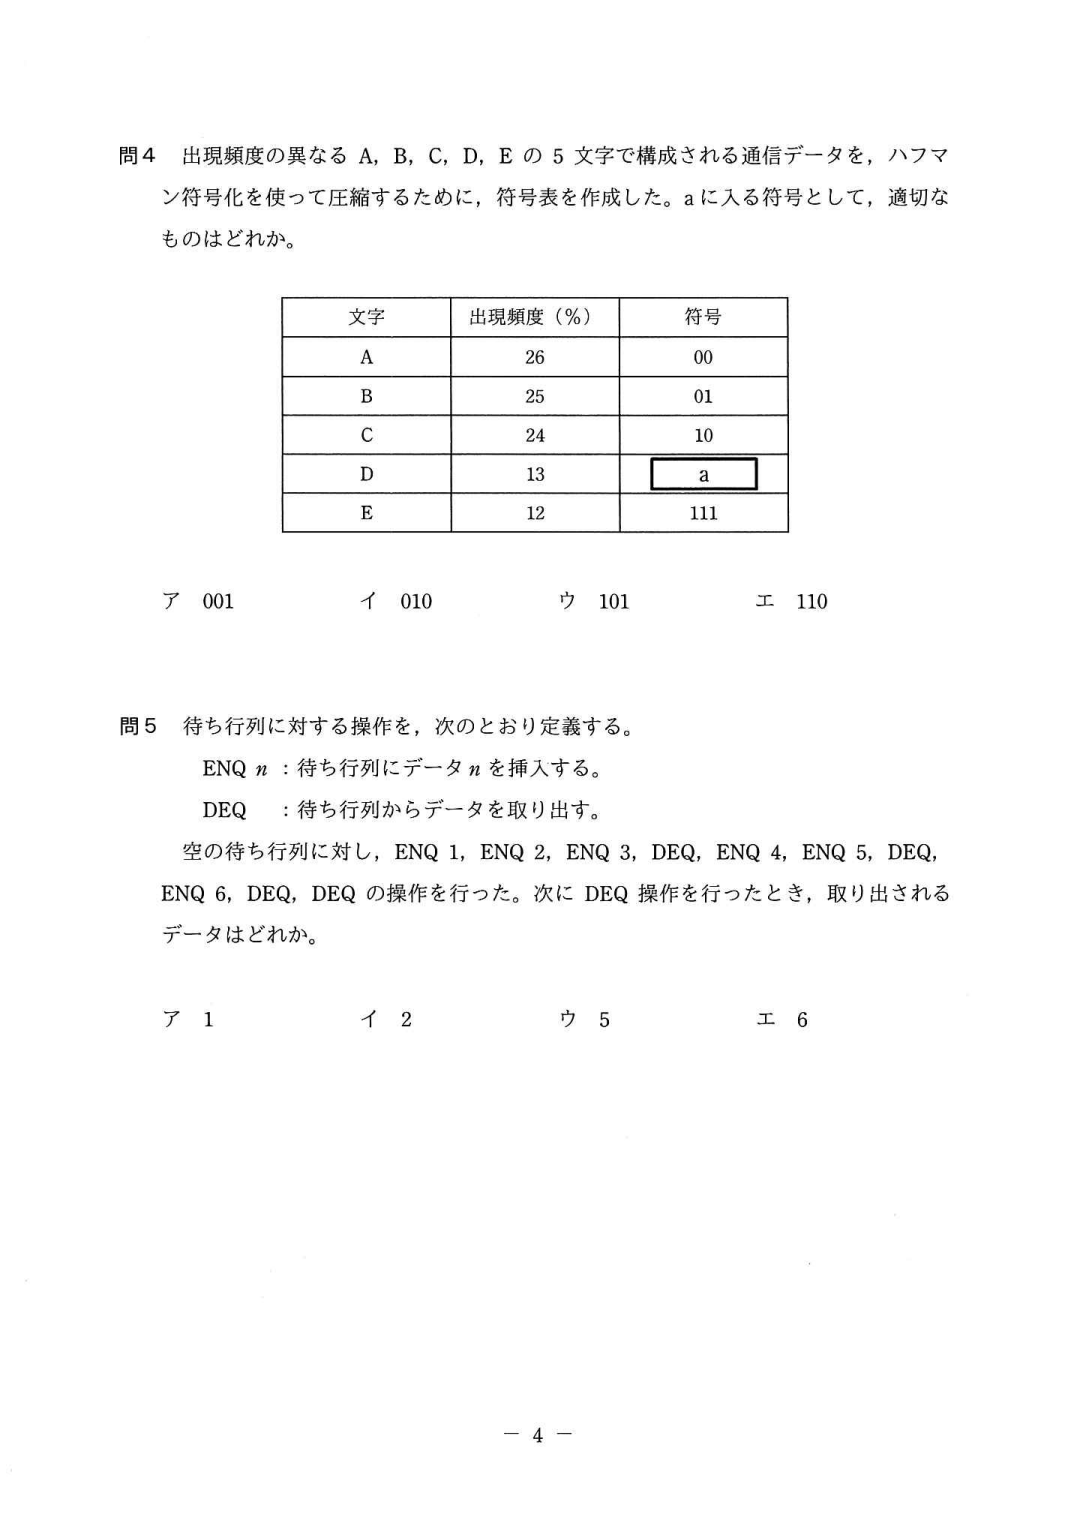 問4 出現頻度の異なる A，B，C，D，E の 5 文字で構成される通信データを，ハフマ
ン符号化を使って圧縮するために，符号表を作成した。a に入る符号として，適切な
ものはどれか。
文字 出現頻度（%） 符号
A 26 00
B 25 01
C 24 10
D 13 a
E 12 111
ア 001 イ 010 ウ 101 エ 110
問5 待ち行列に対する操作を，次のとおり定義する。
ENQ n ：待ち行列にデータ n を挿入する。
DEQ ：待ち行列からデータを取り出す。
空の待ち行列に対し，ENQ 1，ENQ 2，ENQ 3，DEQ，ENQ 4，ENQ 5，DEQ，
ENQ 6，DEQ，DEQ の操作を行った。次に DEQ 操作を行ったとき，取り出される
データはどれか。
ア 1 イ 2 ウ 5 エ 6
－ 4 －